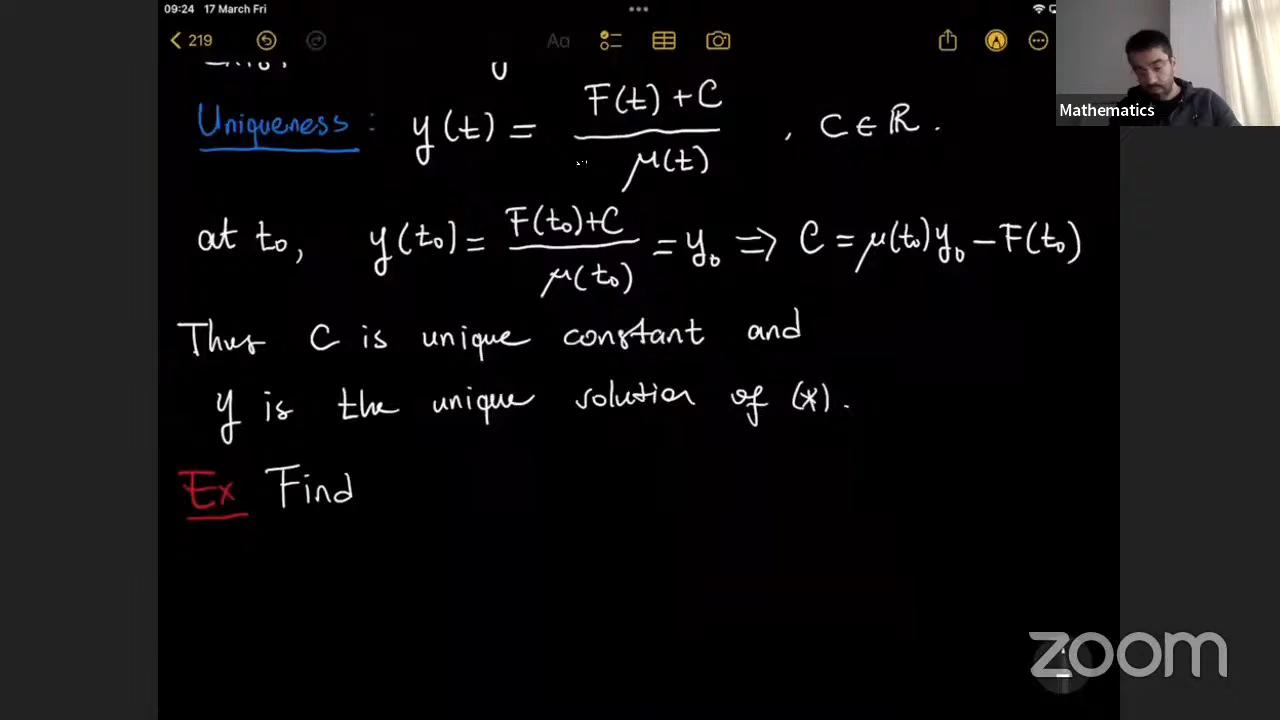 09:24 17 March Fri
219
Aa
Mathematics
Uniqueness : y(t) = F(t) + C / μ(t) , C ∈ ℝ .
at t₀, y(t₀) = F(t₀)+C / μ(t₀) = y₀ ⇒ C = μ(t₀)y₀ − F(t₀)
Thus C is unique constant and
y is the unique solution of (*).
Ex Find
zoom